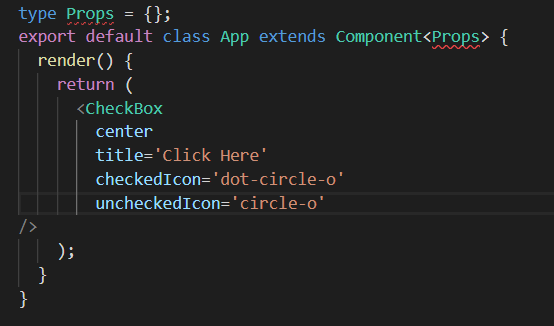 type Props = {};
export default class App extends Component<Props> {
render() {
return (
<CheckBox
center
title='Click Here'
checkedIcon='dot-circle-o'
uncheckedIcon='circle-o'
/>
);
}
}